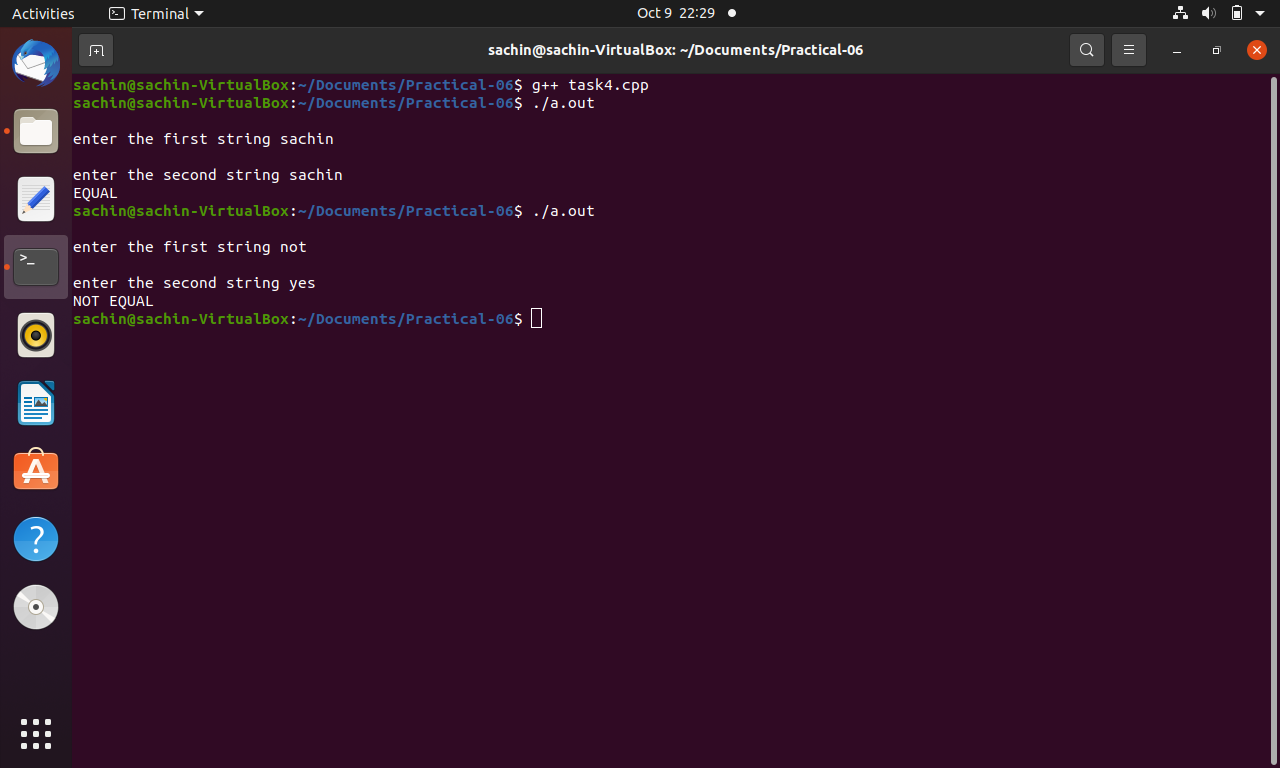 Activities
Terminal
Oct 9 22:29
sachin@sachin-VirtualBox: ~/Documents/Practical-06
sachin@sachin-VirtualBox:~/Documents/Practical-06$ g++ task4.cpp
sachin@sachin-VirtualBox:~/Documents/Practical-06$ ./a.out
enter the first string sachin
enter the second string sachin
EQUAL
sachin@sachin-VirtualBox:~/Documents/Practical-06$ ./a.out
enter the first string not
enter the second string yes
NOT EQUAL
sachin@sachin-VirtualBox:~/Documents/Practical-06$